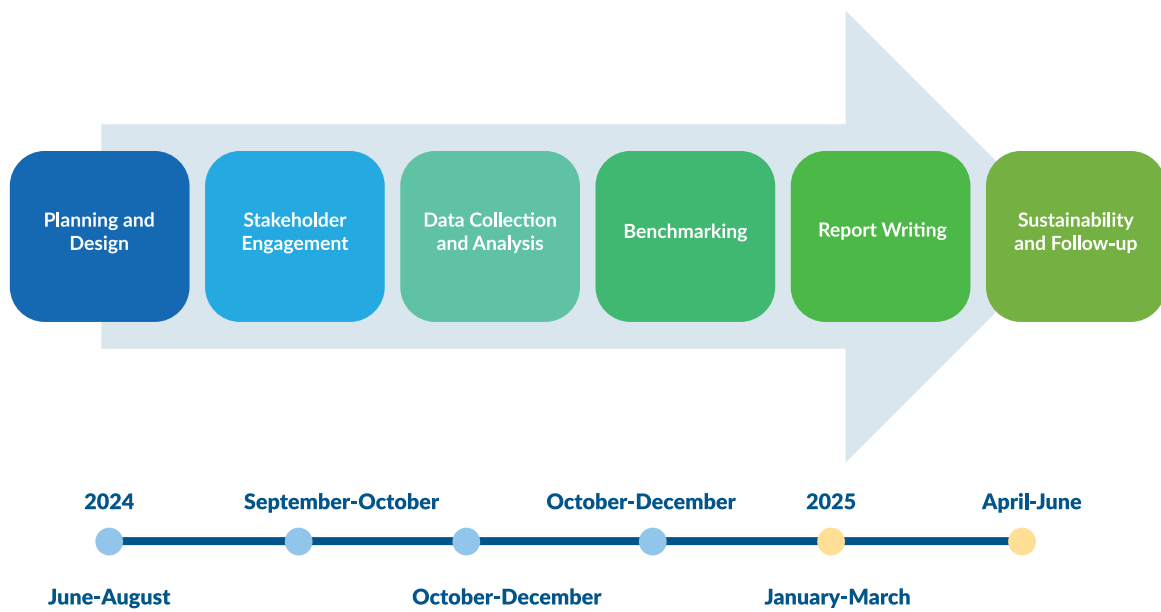 Planning and
Design
Stakeholder
Engagement
Data Collection
and Analysis
Benchmarking
Report Writing
Sustainability
and Follow-up
2024
September-October
October-December
2025
April-June
June-August
October-December
January-March